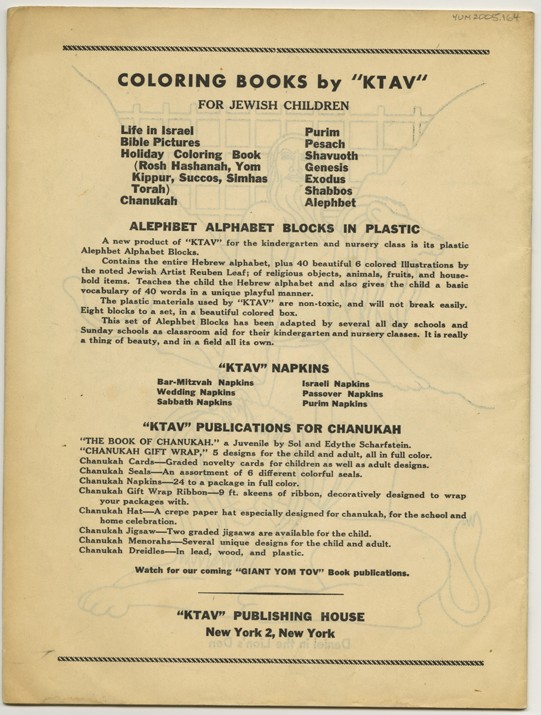 YUM2005.164
COLORING BOOKS by "KTAV"
FOR JEWISH CHILDREN
Life in Israel
Bible Pictures
Holiday Coloring Book
(Rosh Hashanah, Yom
Kippur, Succos, Simhas
Torah)
Chanukah
Purim
Pesach
Shavuoth
Genesis
Exodus
Shabbos
Alephbet
ALEPHBET ALPHABET BLOCKS IN PLASTIC
A new product of "KTAV" for the kindergarten and nursery class is its plastic
Alephbet Alphabet Blocks.
Contains the entire Hebrew alphabet, plus 40 beautiful 6 colored Illustrations by
the noted Jewish Artist Reuben Leaf; of religious objects, animals, fruits, and house-
hold items. Teaches the child the Hebrew alphabet and also gives the child a basic
vocabulary of 40 words in a unique playful manner.
The plastic materials used by "KTAV" are non-toxic, and will not break easily.
Eight blocks to a set, in a beautiful colored box.
This set of Alephbet Blocks has been adapted by several all day schools and
Sunday schools as classroom aid for their kindergarten and nursery classes. It is really
a thing of beauty, and in a field all its own.
"KTAV" NAPKINS
Bar-Mitzvah Napkins
Wedding Napkins
Sabbath Napkins
Israeli Napkins
Passover Napkins
Purim Napkins
"KTAV" PUBLICATIONS FOR CHANUKAH
"THE BOOK OF CHANUKAH." a Juvenile by Sol and Edythe Scharfstein.
"CHANUKAH GIFT WRAP," 5 designs for the child and adult, all in full color.
Chanukah Cards—Graded novelty cards for children as well as adult designs.
Chanukah Seals—An assortment of 6 different colorful seals.
Chanukah Napkins—24 to a package in full color.
Chanukah Gift Wrap Ribbon—9 ft. skeens of ribbon, decoratively designed to wrap
your packages with.
Chanukah Hat—A crepe paper hat especially designed for chanukah, for the school and
home celebration.
Chanukah Jigsaw—Two graded jigsaws are available for the child.
Chanukah Menorahs—Several unique designs for the child and adult.
Chanukah Dreidles—In lead, wood, and plastic.
Watch for our coming "GIANT YOM TOV" Book publications.
"KTAV" PUBLISHING HOUSE
New York 2, New York
Daniel in the Lion's Den